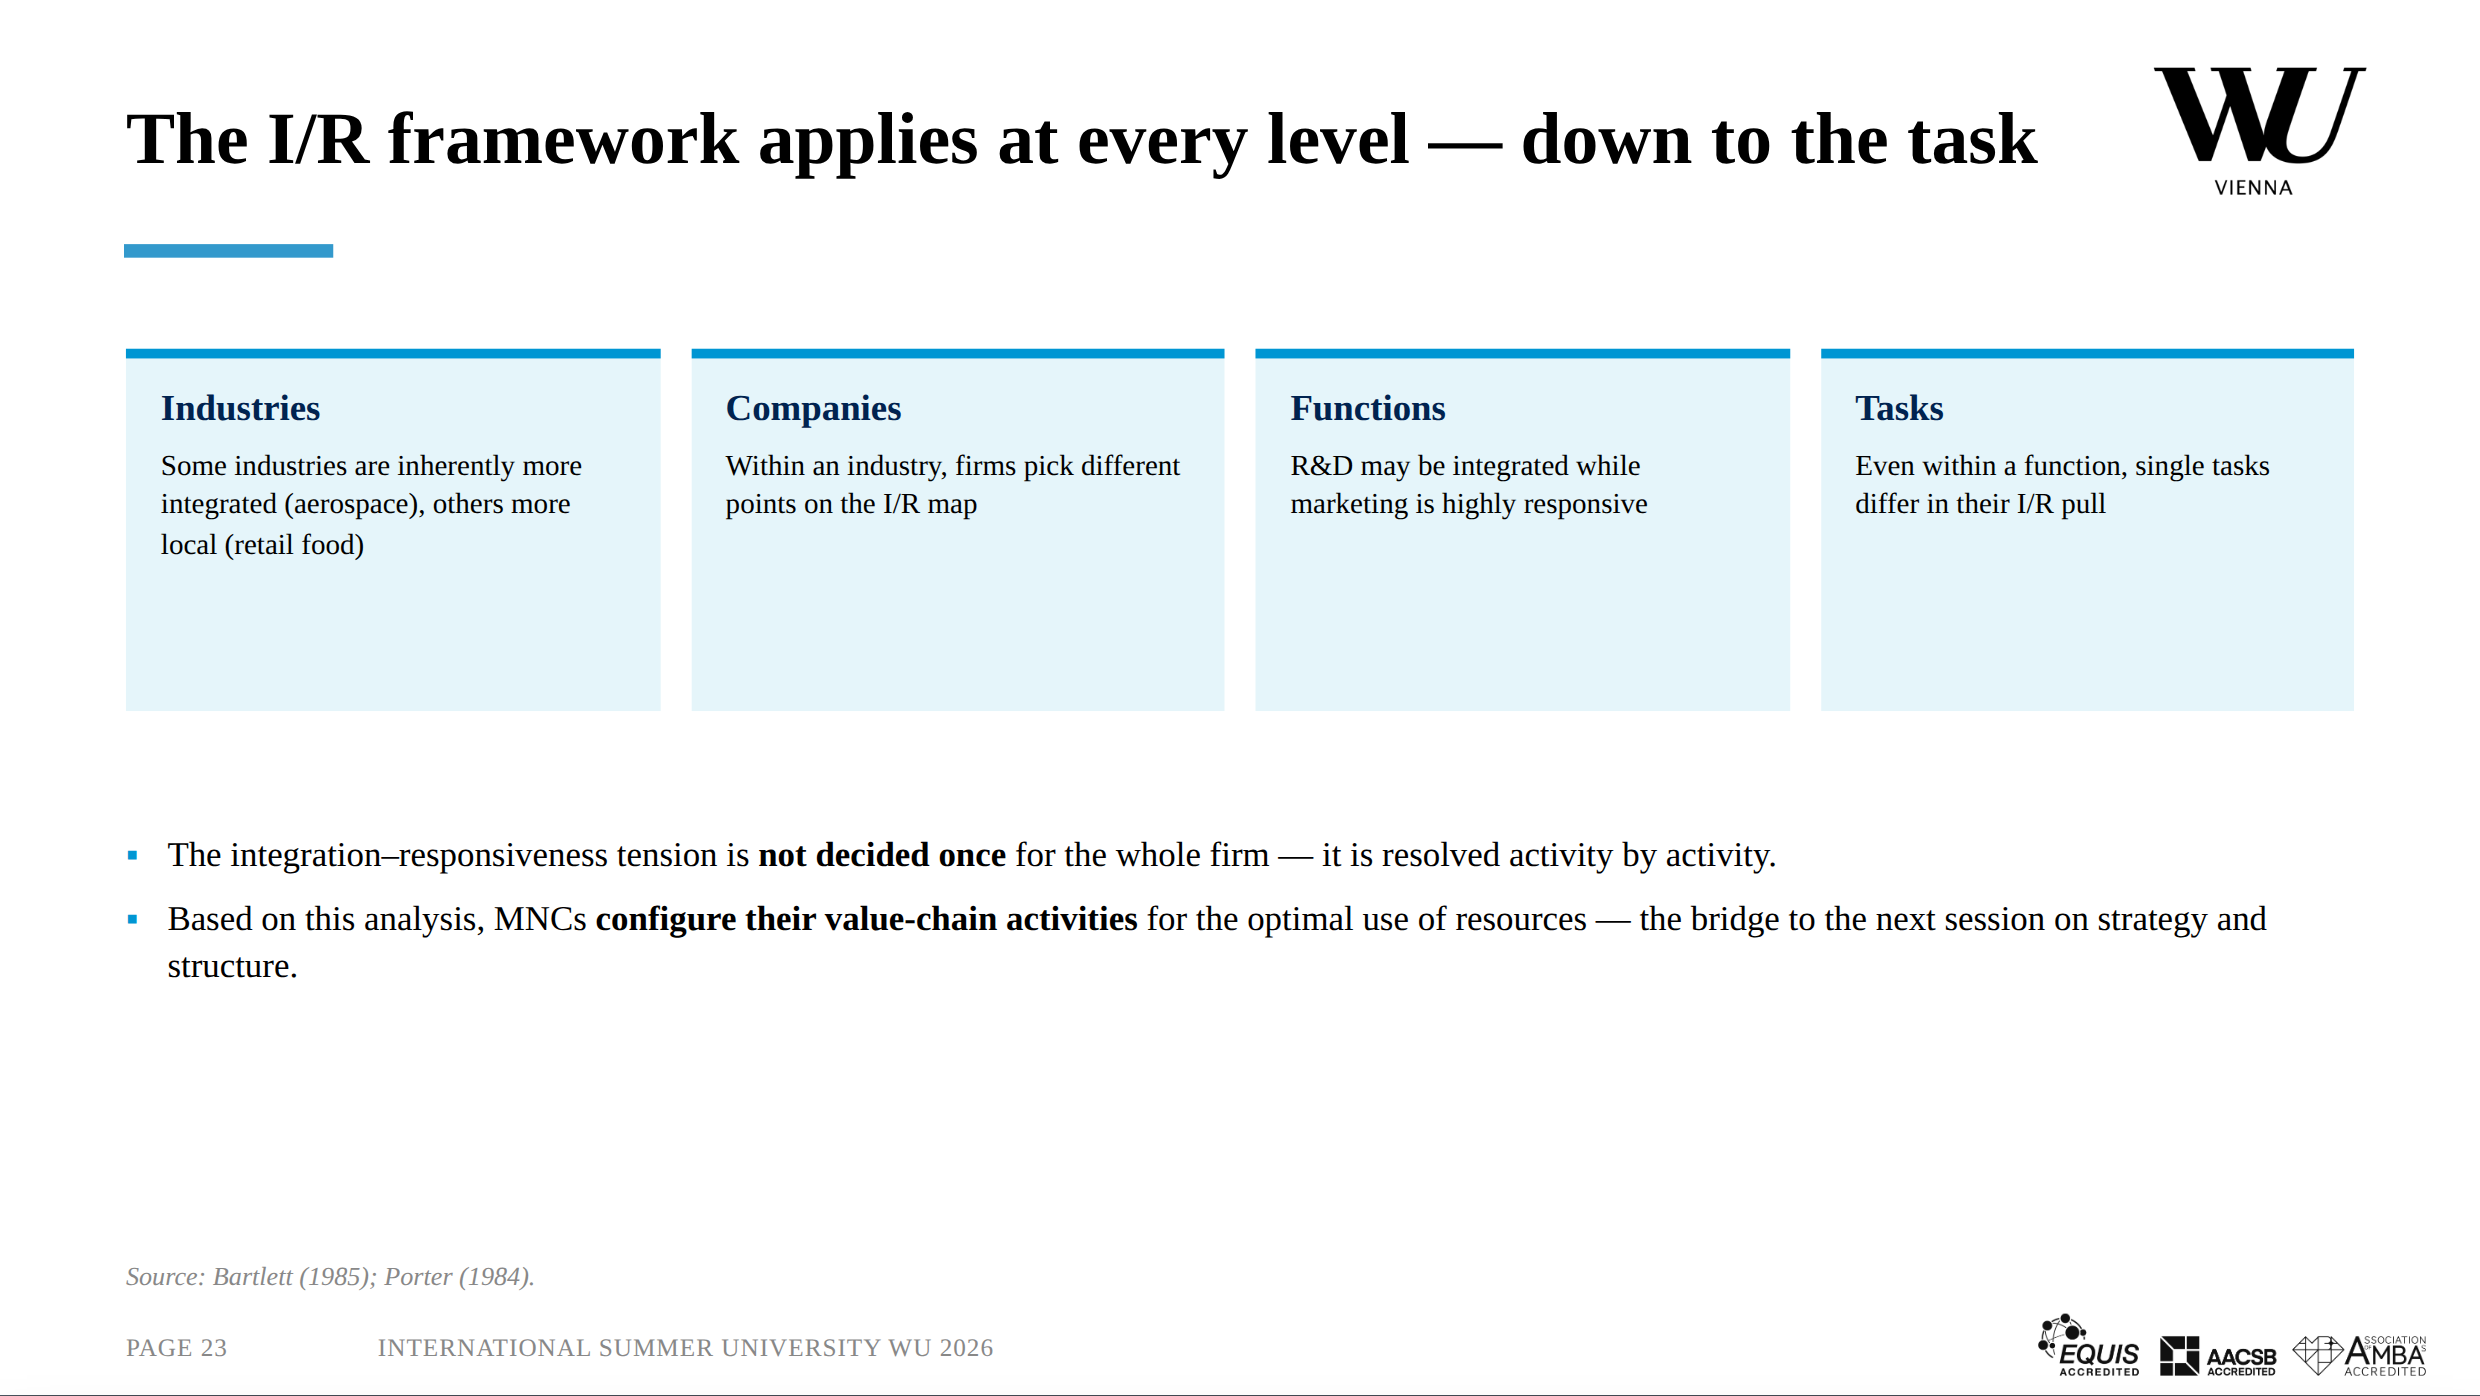 The I/R framework applies at every level — down to the task
WU
VIENNA
Industries
Some industries are inherently more
integrated (aerospace), others more
local (retail food)
Companies
Within an industry, firms pick different
points on the I/R map
Functions
R&D may be integrated while
marketing is highly responsive
Tasks
Even within a function, single tasks
differ in their I/R pull
▪ The integration–responsiveness tension is not decided once for the whole firm — it is resolved activity by activity.
▪ Based on this analysis, MNCs configure their value-chain activities for the optimal use of resources — the bridge to the next session on strategy and
structure.
Source: Bartlett (1985); Porter (1984).
PAGE 23
INTERNATIONAL SUMMER UNIVERSITY WU 2026
EQUIS
ACCREDITED
AACSB
ACCREDITED
ASSOCIATION
OF
AMBAS
ACCREDITED